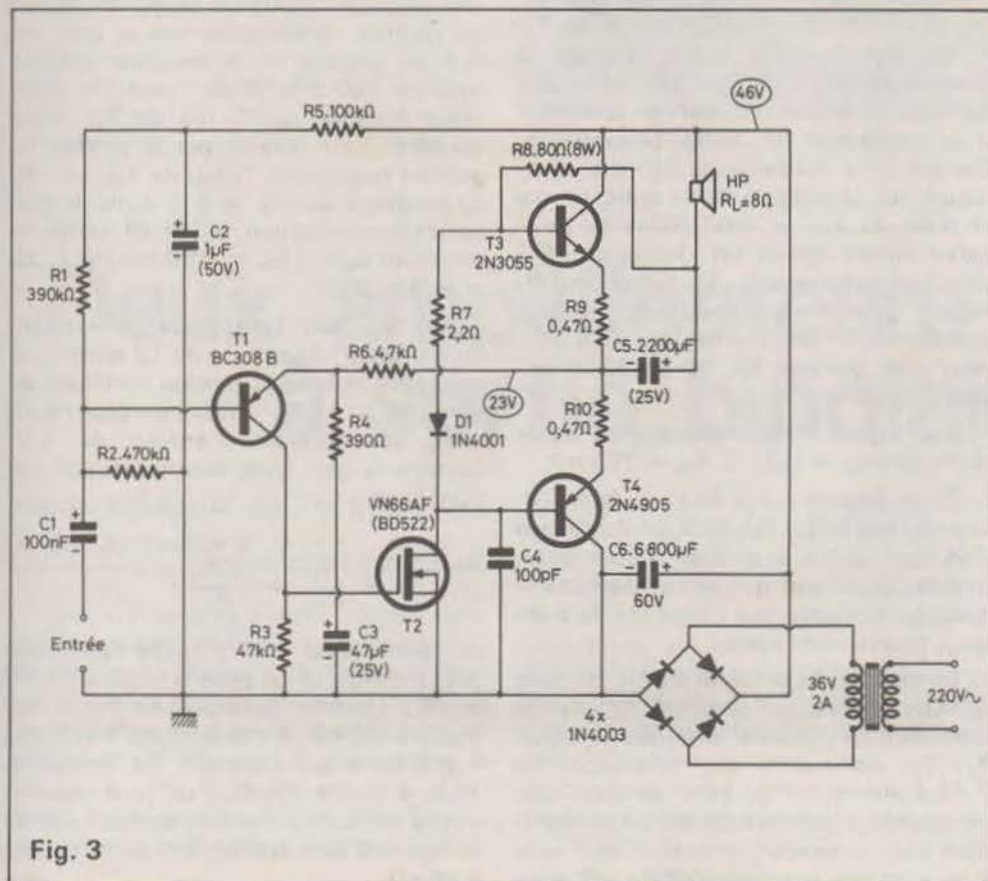 46V
R5.100kΩ
R8.80Ω(8W)
HP
RL=8Ω
C2
1µF
(50V)
T3
2N3055
R1
390kΩ
R7
2,2Ω
R9
0,47Ω
T1
BC308 B
R6.4,7kΩ
C5.2200µF
(25V)
23V
R4
390Ω
D1
1N4001
R10
0,47Ω
R2.470kΩ
VN66AF
(BD522)
T4
2N4905
C1
100nF
C4
100pF
C6.6800µF
60V
T2
Entrée
R3
47kΩ
C3
47µF
(25V)
36V
2A
220V~
4x
1N4003
Fig. 3